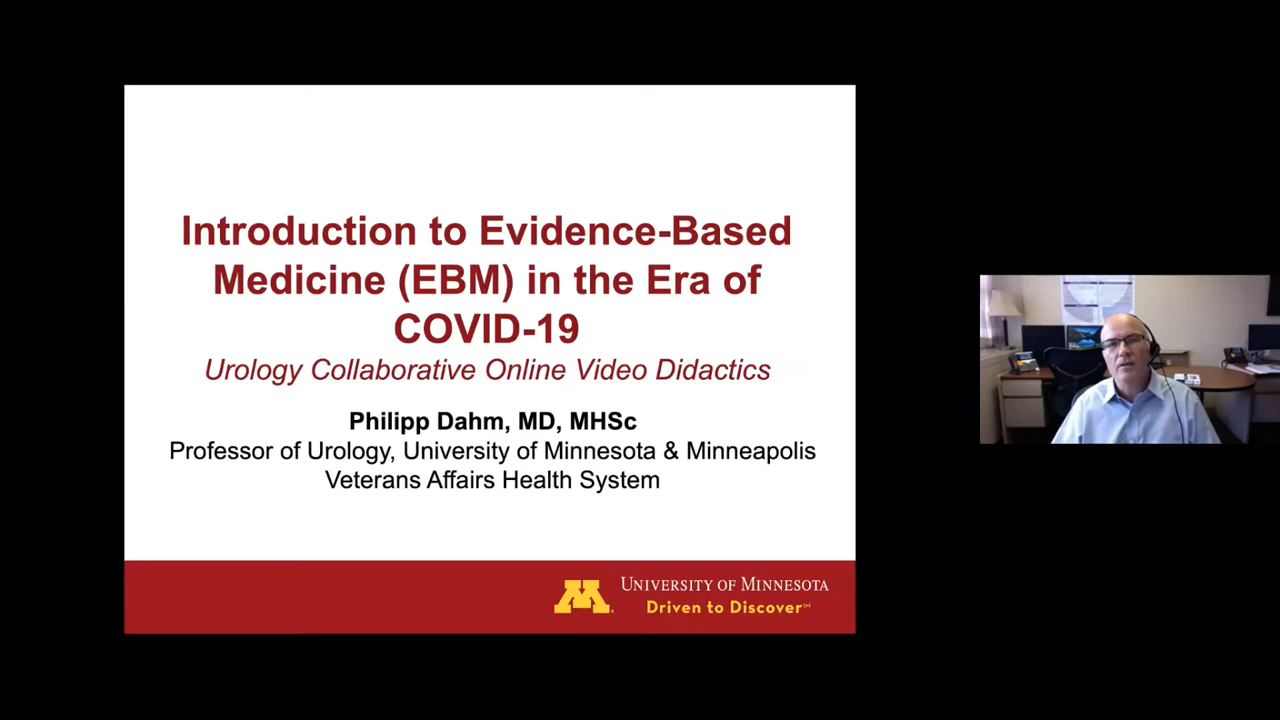 Introduction to Evidence-Based
Medicine (EBM) in the Era of
COVID-19
Urology Collaborative Online Video Didactics
Philipp Dahm, MD, MHSc
Professor of Urology, University of Minnesota & Minneapolis
Veterans Affairs Health System
M
UNIVERSITY OF MINNESOTA
Driven to Discover℠